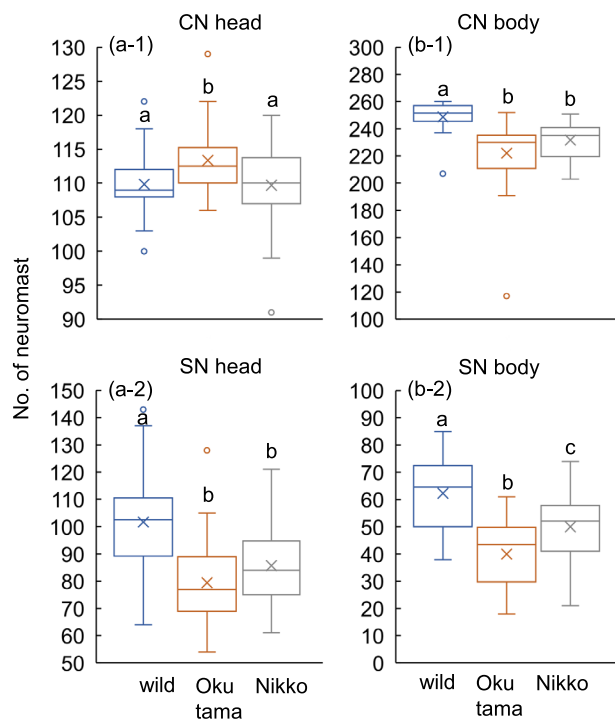 CN head
CN body
(a-1)
130
125
120
115
110
105
100
95
90
a
b
a
(b-1)
300
280
260
240
220
200
180
160
140
120
100
a
b
b
No. of neuromast
SN head
SN body
(a-2)
150
140
130
120
110
100
90
80
70
60
50
a
b
b
(b-2)
100
90
80
70
60
50
40
30
20
10
0
a
b
c
wild
Oku
tama
Nikko
wild
Oku
tama
Nikko